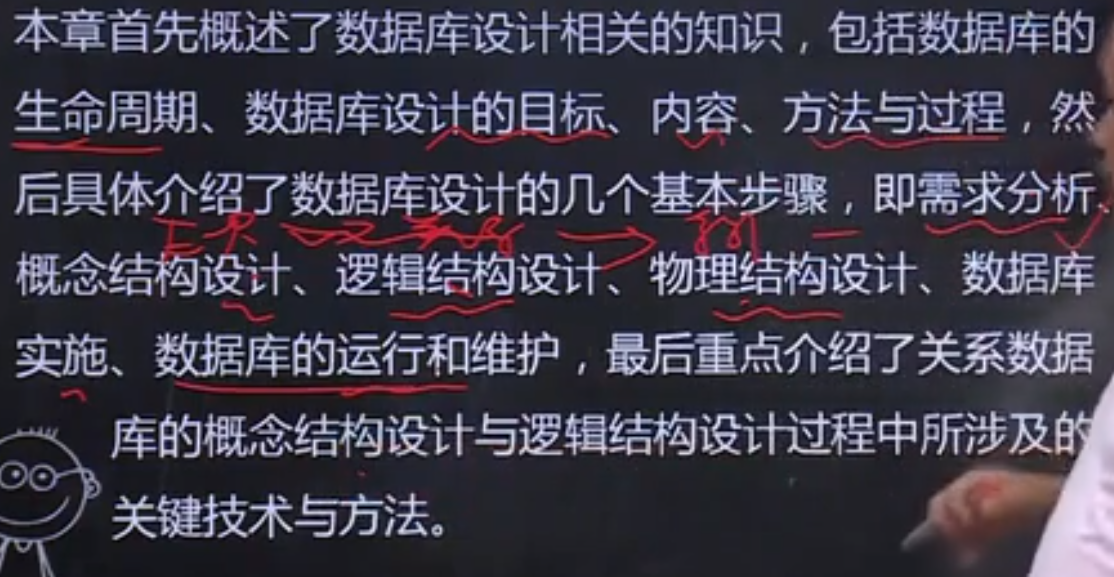 本章首先概述了数据库设计相关的知识，包括数据库的
生命周期、数据库设计的目标、内容、方法与过程，然
后具体介绍了数据库设计的几个基本步骤，即需求分析、
概念结构设计、逻辑结构设计、物理结构设计、数据库
实施、数据库的运行和维护，最后重点介绍了关系数据
库的概念结构设计与逻辑结构设计过程中所涉及的
关键技术与方法。